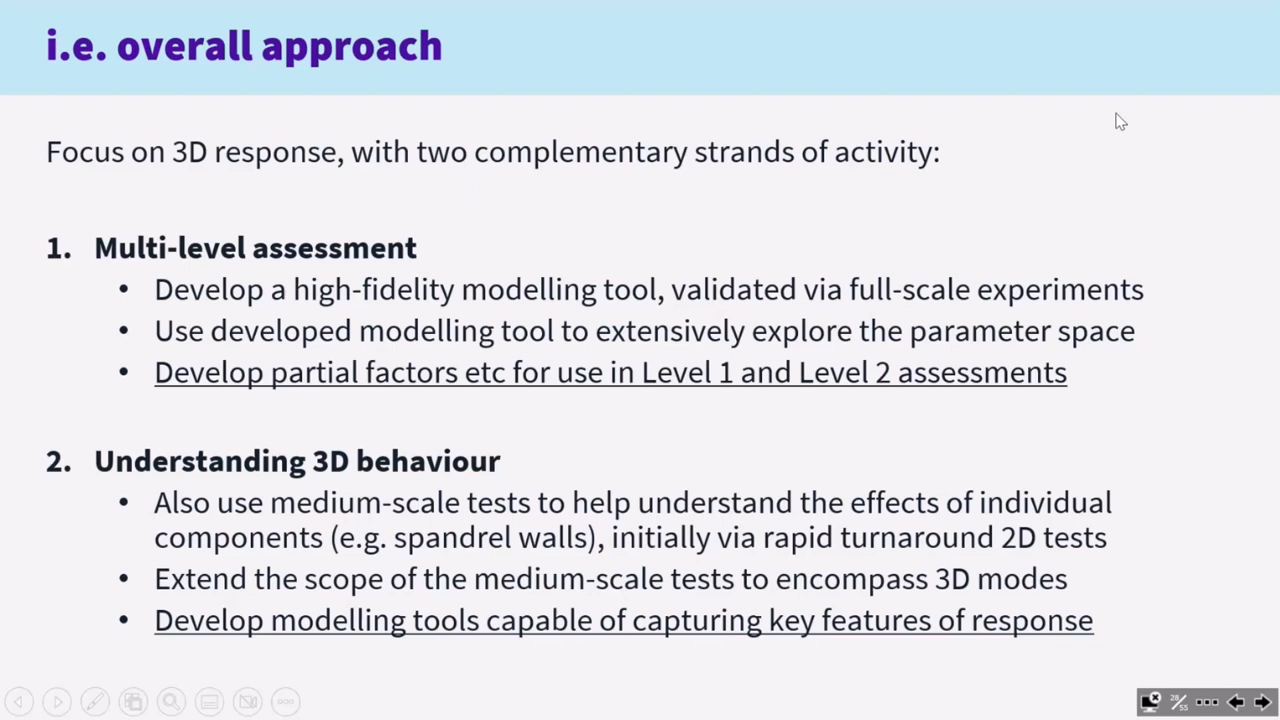 i.e. overall approach
Focus on 3D response, with two complementary strands of activity:
1. Multi-level assessment
• Develop a high-fidelity modelling tool, validated via full-scale experiments
• Use developed modelling tool to extensively explore the parameter space
• Develop partial factors etc for use in Level 1 and Level 2 assessments
2. Understanding 3D behaviour
• Also use medium-scale tests to help understand the effects of individual
components (e.g. spandrel walls), initially via rapid turnaround 2D tests
• Extend the scope of the medium-scale tests to encompass 3D modes
• Develop modelling tools capable of capturing key features of response
28/55